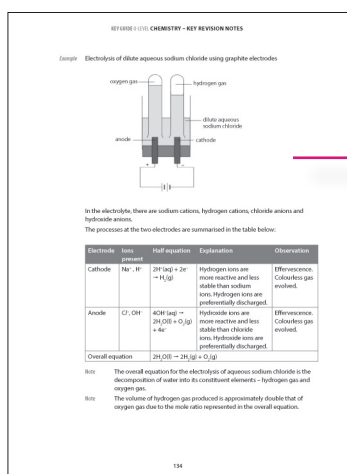 KEY GUIDE O-LEVEL CHEMISTRY – KEY REVISION NOTES
Example Electrolysis of dilute aqueous sodium chloride using graphite electrodes
oxygen gas
hydrogen gas
dilute aqueous
sodium chloride
anode
cathode
+ –
In the electrolyte, there are sodium cations, hydrogen cations, chloride anions and
hydroxide anions.
The processes at the two electrodes are summarised in the table below:
Electrode Ions present Half equation Explanation Observation
Cathode Na⁺, H⁺ 2H⁺(aq) + 2e⁻ → H₂(g) Hydrogen ions are more reactive and less stable than sodium ions. Hydrogen ions are preferentially discharged. Effervescence. Colourless gas evolved.
Anode Cl⁻, OH⁻ 4OH⁻(aq) → 2H₂O(l) + O₂(g) + 4e⁻ Hydroxide ions are more reactive and less stable than chloride ions. Hydroxide ions are preferentially discharged. Effervescence. Colourless gas evolved.
Overall equation 2H₂O(l) → 2H₂(g) + O₂(g)
Note The overall equation for the electrolysis of aqueous sodium chloride is the
decomposition of water into its constituent elements – hydrogen gas and
oxygen gas.
Note The volume of hydrogen gas produced is approximately double that of
oxygen gas due to the mole ratio represented in the overall equation.
134